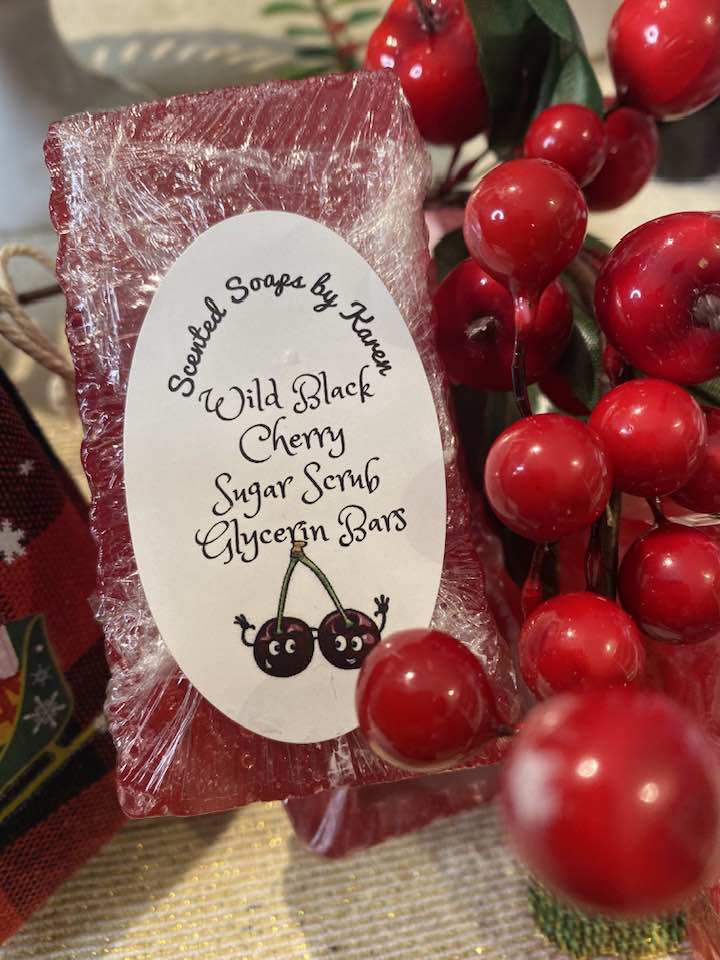 Scented Soaps by Karen
Wild Black
Cherry
Sugar Scrub
Glycerin Bars